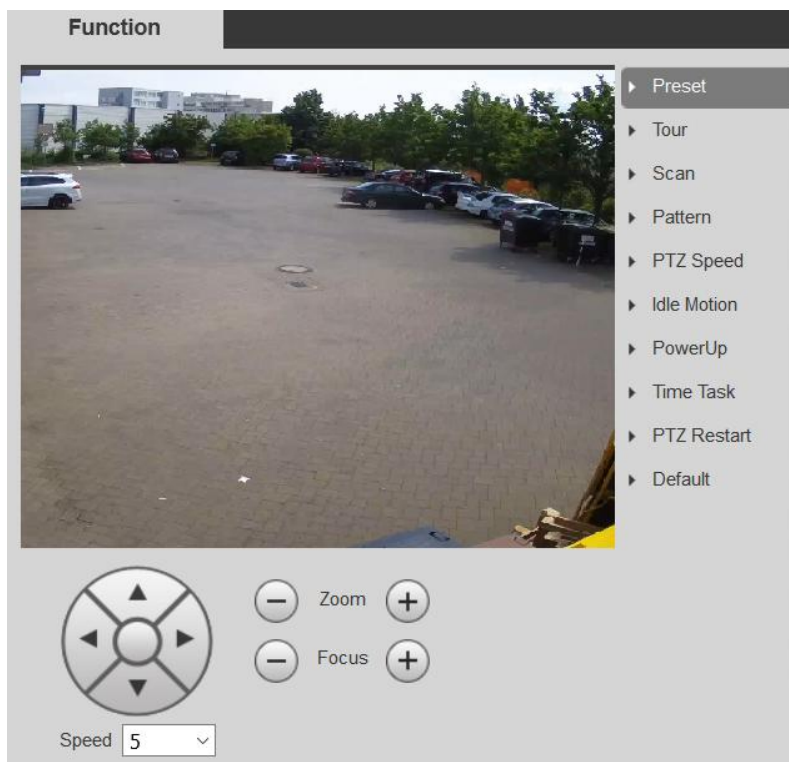 Function
Preset
Tour
Scan
Pattern
PTZ Speed
Idle Motion
PowerUp
Time Task
PTZ Restart
Default
Zoom
Focus
Speed 5